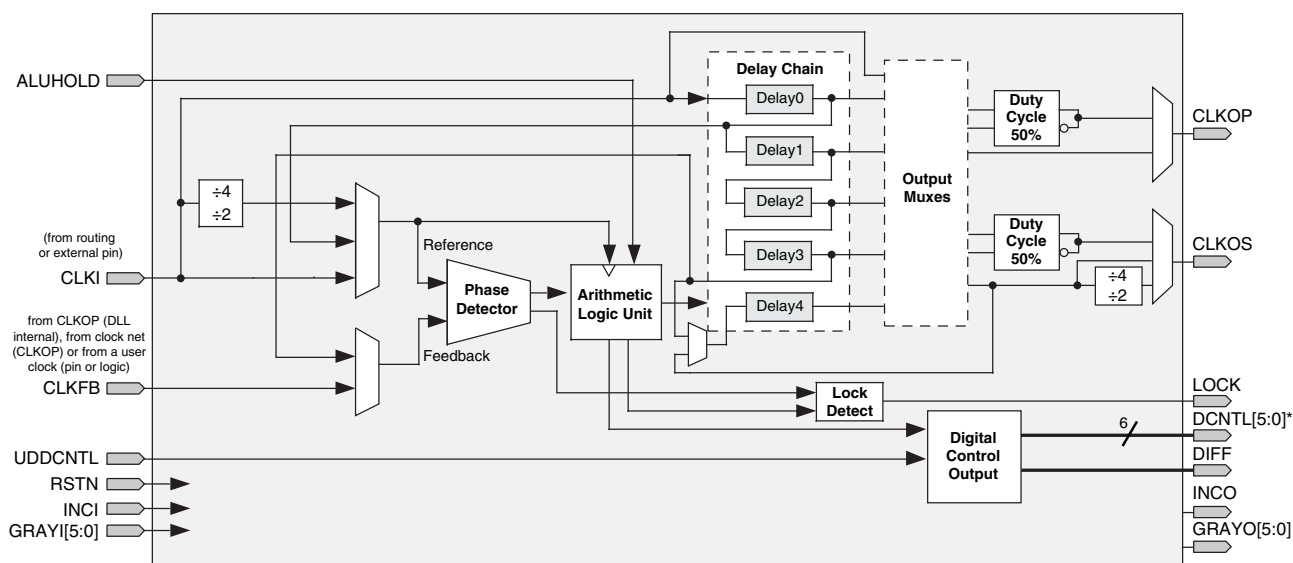 ALUHOLD
(from routing
or external pin)
CLKI
from CLKOP (DLL
internal), from clock net
(CLKOP) or from a user
clock (pin or logic)
CLKFB
UDDCNTL
RSTN
INCI
GRAYI[5:0]
÷4
÷2
Reference
Feedback
Phase
Detector
Arithmetic
Logic Unit
Delay Chain
Delay0
Delay1
Delay2
Delay3
Delay4
Output
Muxes
Duty
Cycle
50%
Duty
Cycle
50%
÷4
÷2
Lock
Detect
Digital
Control
Output
6
CLKOP
CLKOS
LOCK
DCNTL[5:0]*
DIFF
INCO
GRAYO[5:0]